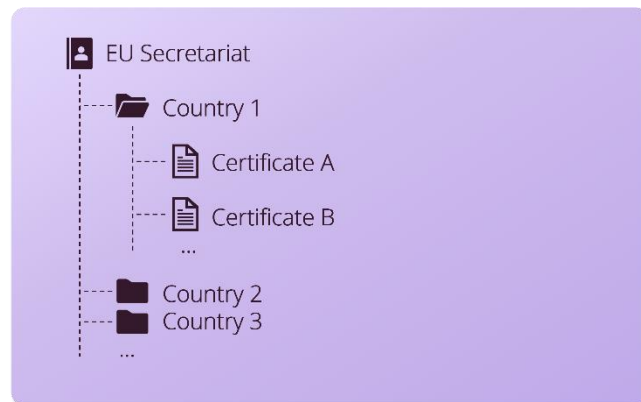 EU Secretariat
Country 1
Certificate A
Certificate B
...
Country 2
Country 3
...